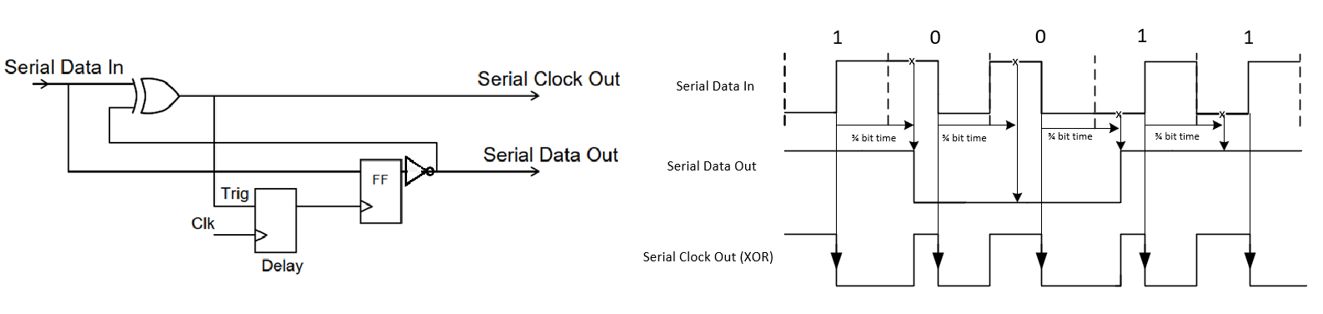 Serial Data In
Serial Clock Out
Serial Data Out
FF
Trig
Clk
Delay
1 0 0 1 1
Serial Data In
x x x x
¾ bit time ¾ bit time ¾ bit time ¾ bit time
Serial Data Out
Serial Clock Out (XOR)